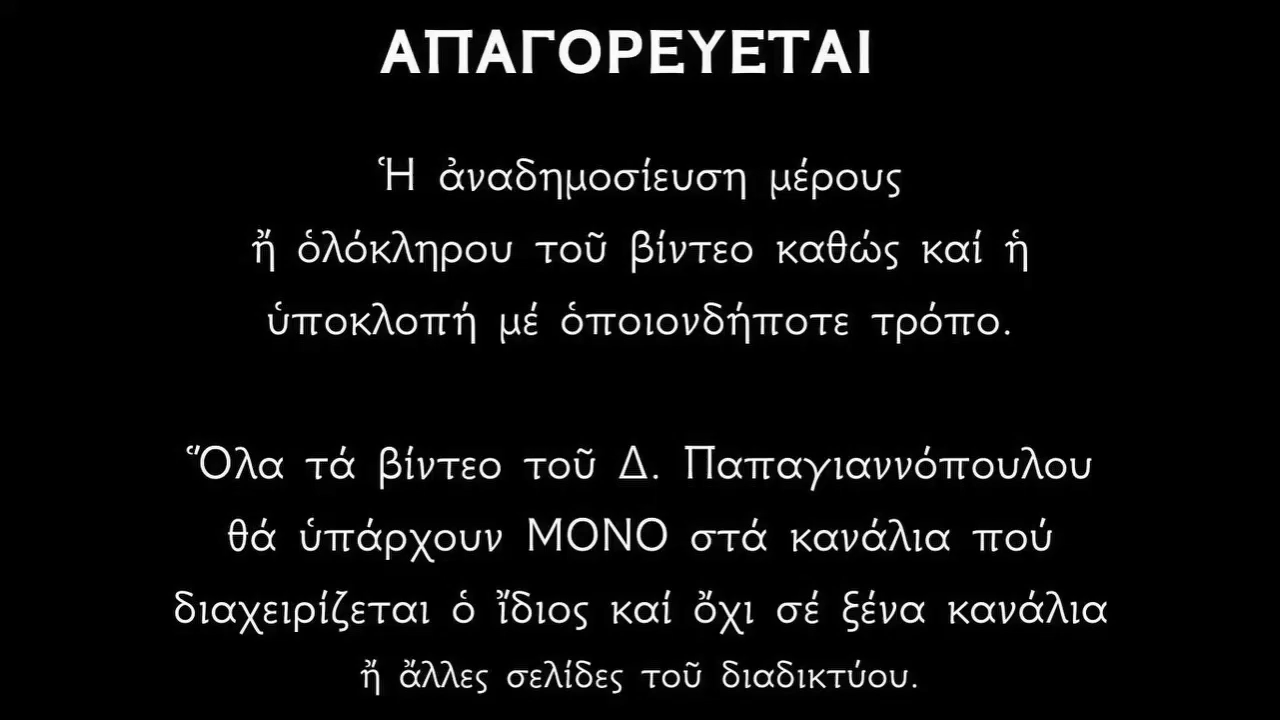 ΑΠΑΓΟΡΕΥΕΤΑΙ
Ἡ ἀναδημοσίευση μέρους
ἤ ὁλόκληρου τοῦ βίντεο καθώς καί ἡ
ὑποκλοπή μέ ὁποιονδήποτε τρόπο.
Ὅλα τά βίντεο τοῦ Δ. Παπαγιαννόπουλου
θά ὑπάρχουν ΜΟΝΟ στά κανάλια πού
διαχειρίζεται ὁ ἴδιος καί ὄχι σέ ξένα κανάλια
ἤ ἄλλες σελίδες τοῦ διαδικτύου.